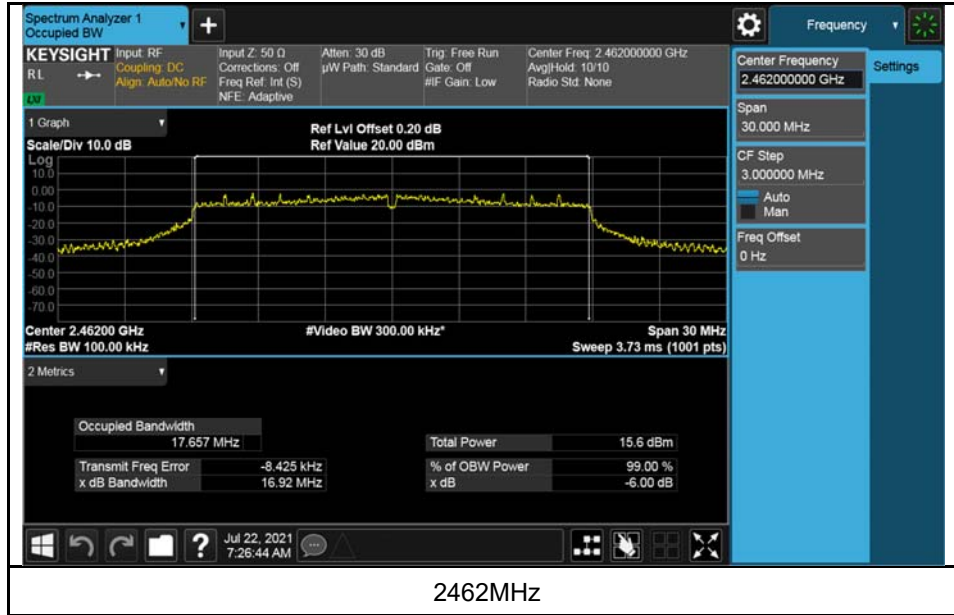 Spectrum Analyzer 1
Occupied BW
+
Frequency
KEYSIGHT
RL
LXI
Input: RF
Coupling: DC
Align: Auto/No RF
Input Z: 50 Ω
Corrections: Off
Freq Ref: Int (S)
NFE: Adaptive
Atten: 30 dB
µW Path: Standard
Trig: Free Run
Gate: Off
#IF Gain: Low
Center Freq: 2.462000000 GHz
Avg|Hold: 10/10
Radio Std: None
Center Frequency
2.462000000 GHz
Settings
Span
30.000 MHz
CF Step
3.000000 MHz
Auto
Man
Freq Offset
0 Hz
1 Graph
Scale/Div 10.0 dB
Ref Lvl Offset 0.20 dB
Ref Value 20.00 dBm
Log
10.0
0.00
-10.0
-20.0
-30.0
-40.0
-50.0
-60.0
-70.0
Center 2.46200 GHz
#Video BW 300.00 kHz*
Span 30 MHz
#Res BW 100.00 kHz
Sweep 3.73 ms (1001 pts)
2 Metrics
Occupied Bandwidth
17.657 MHz
Total Power 15.6 dBm
Transmit Freq Error -8.425 kHz
% of OBW Power 99.00 %
x dB Bandwidth 16.92 MHz
x dB -6.00 dB
?
Jul 22, 2021
7:26:44 AM
2462MHz